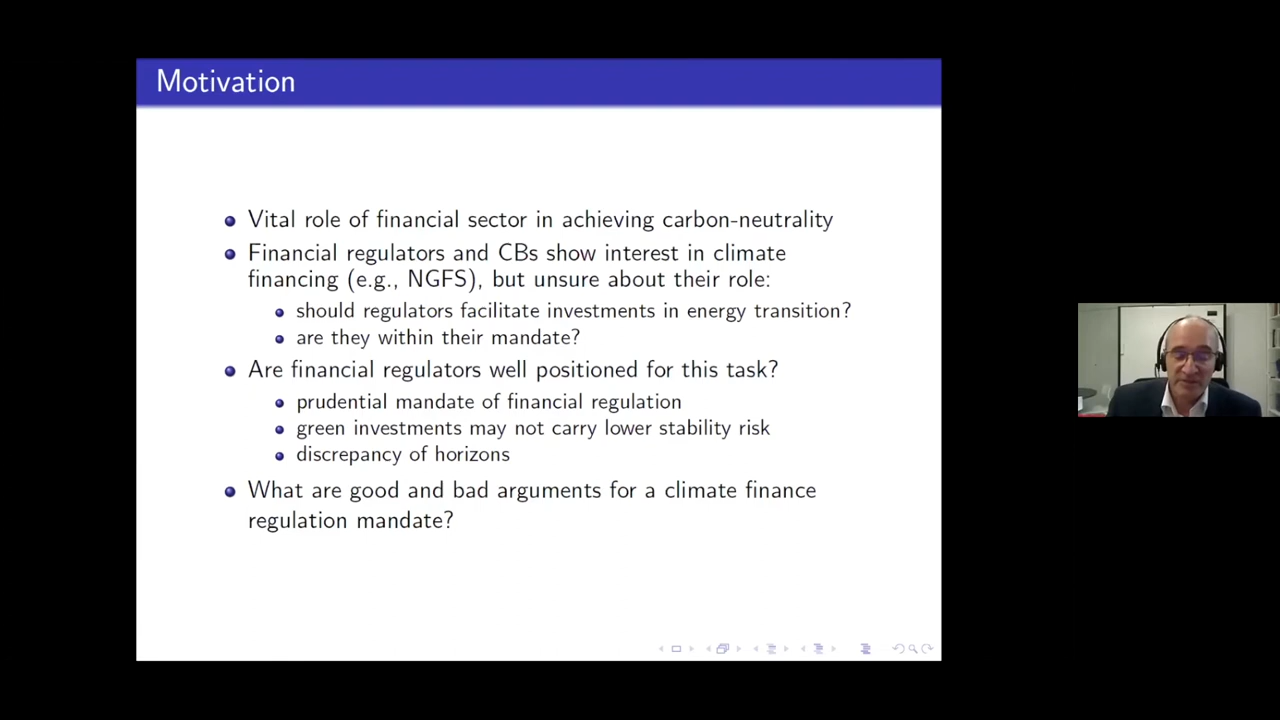 Motivation
Vital role of financial sector in achieving carbon-neutrality
Financial regulators and CBs show interest in climate
financing (e.g., NGFS), but unsure about their role:
should regulators facilitate investments in energy transition?
are they within their mandate?
Are financial regulators well positioned for this task?
prudential mandate of financial regulation
green investments may not carry lower stability risk
discrepancy of horizons
What are good and bad arguments for a climate finance
regulation mandate?